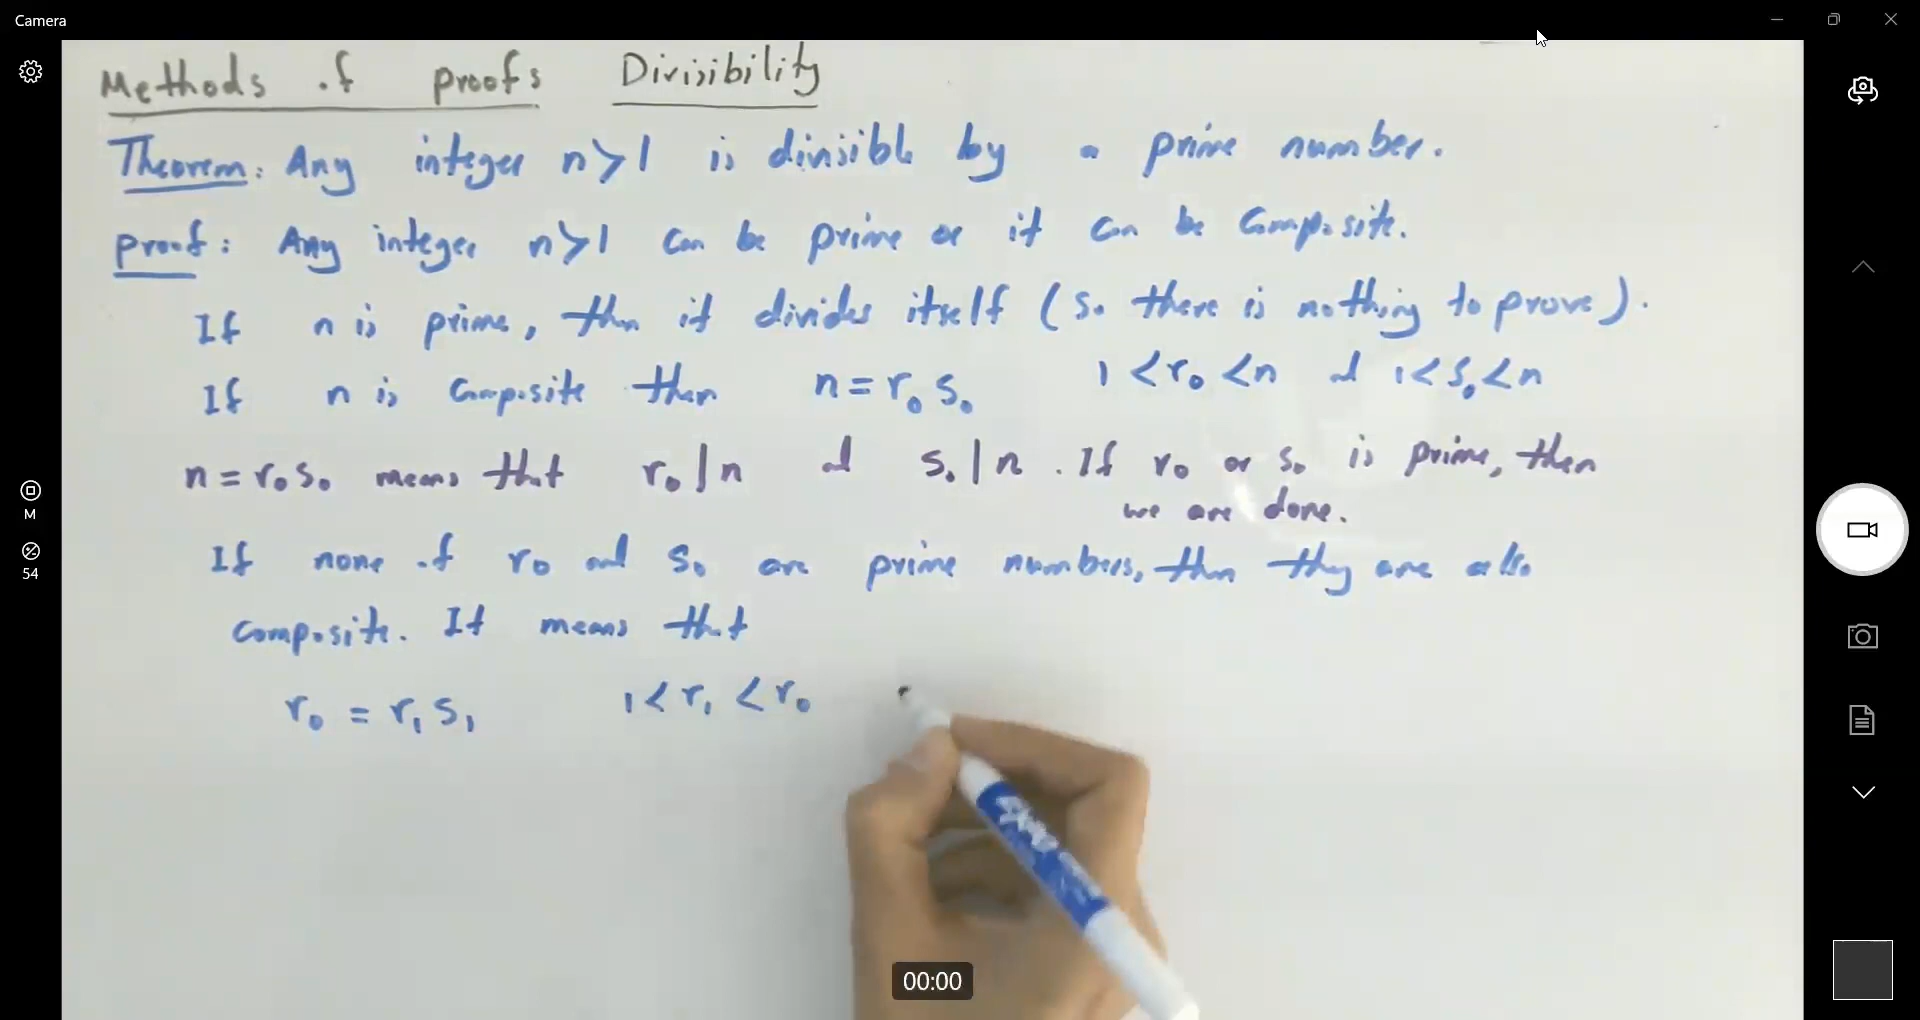 Camera
Methods of proofs Divisibility
Theorem: Any integer n>1 is divisible by a prime number.
proof: Any integer n>1 can be prime or it can be composite.
If n is prime, then it divides itself (so there is nothing to prove).
If n is composite then n = r₀ s₀ 1 < r₀ < n and 1 < s₀ < n
n = r₀ s₀ means that r₀ | n and s₀ | n. If r₀ or s₀ is prime, then
we are done.
If none of r₀ and s₀ are prime numbers, then they are also
composite. It means that
r₀ = r₁ s₁ 1 < r₁ < r₀
M
54
EXPO
00:00